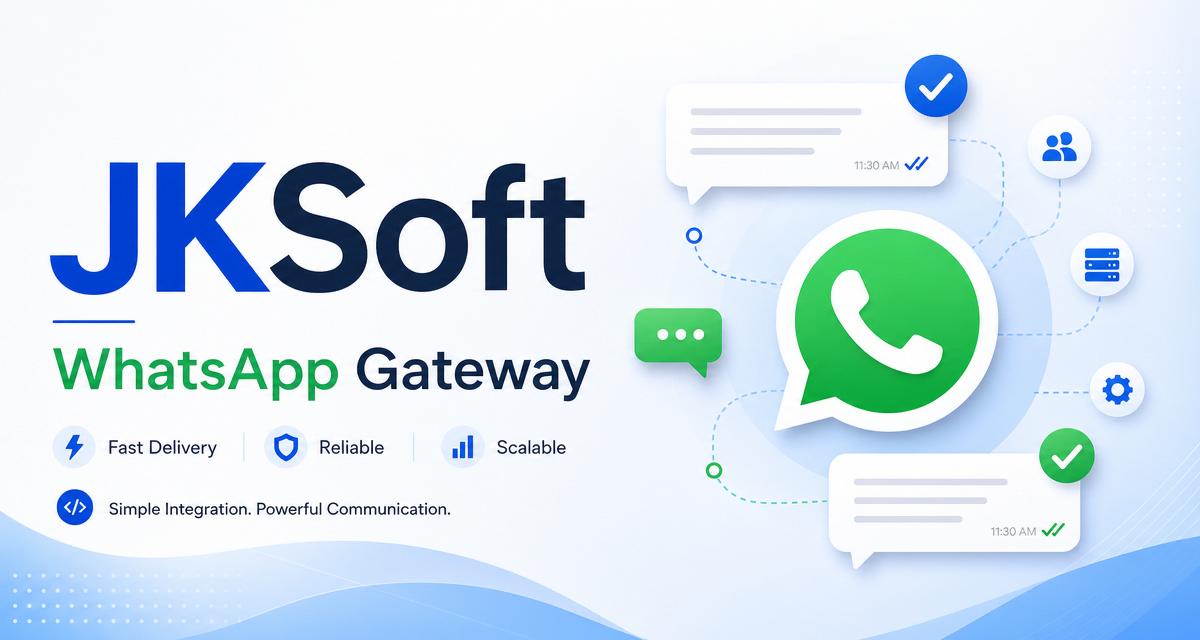 JKSoft
WhatsApp Gateway
Fast Delivery
Reliable
Scalable
Simple Integration. Powerful Communication.
11:30 AM
11:30 AM